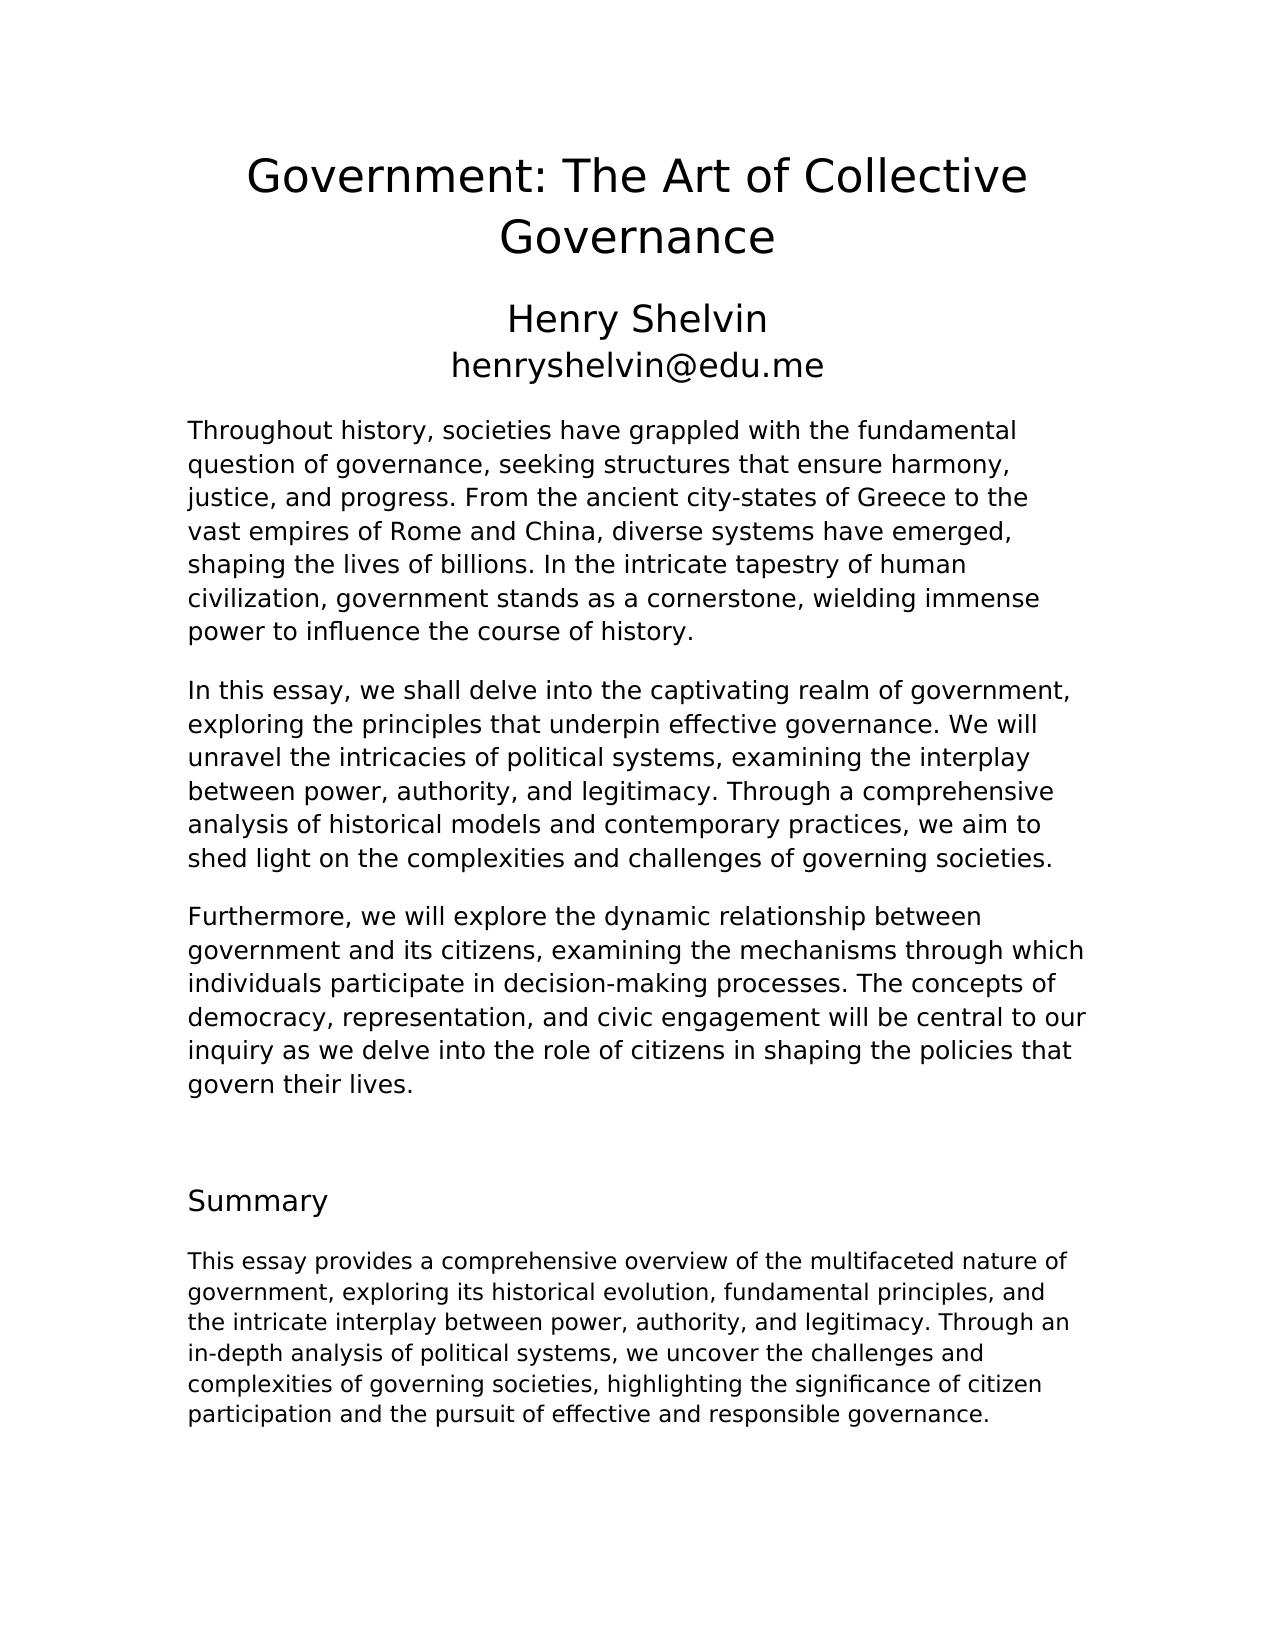 Government: The Art of Collective
Governance
Henry Shelvin
henryshelvin@edu.me
Throughout history, societies have grappled with the fundamental
question of governance, seeking structures that ensure harmony,
justice, and progress. From the ancient city-states of Greece to the
vast empires of Rome and China, diverse systems have emerged,
shaping the lives of billions. In the intricate tapestry of human
civilization, government stands as a cornerstone, wielding immense
power to influence the course of history.
In this essay, we shall delve into the captivating realm of government,
exploring the principles that underpin effective governance. We will
unravel the intricacies of political systems, examining the interplay
between power, authority, and legitimacy. Through a comprehensive
analysis of historical models and contemporary practices, we aim to
shed light on the complexities and challenges of governing societies.
Furthermore, we will explore the dynamic relationship between
government and its citizens, examining the mechanisms through which
individuals participate in decision-making processes. The concepts of
democracy, representation, and civic engagement will be central to our
inquiry as we delve into the role of citizens in shaping the policies that
govern their lives.
Summary
This essay provides a comprehensive overview of the multifaceted nature of
government, exploring its historical evolution, fundamental principles, and
the intricate interplay between power, authority, and legitimacy. Through an
in-depth analysis of political systems, we uncover the challenges and
complexities of governing societies, highlighting the significance of citizen
participation and the pursuit of effective and responsible governance.